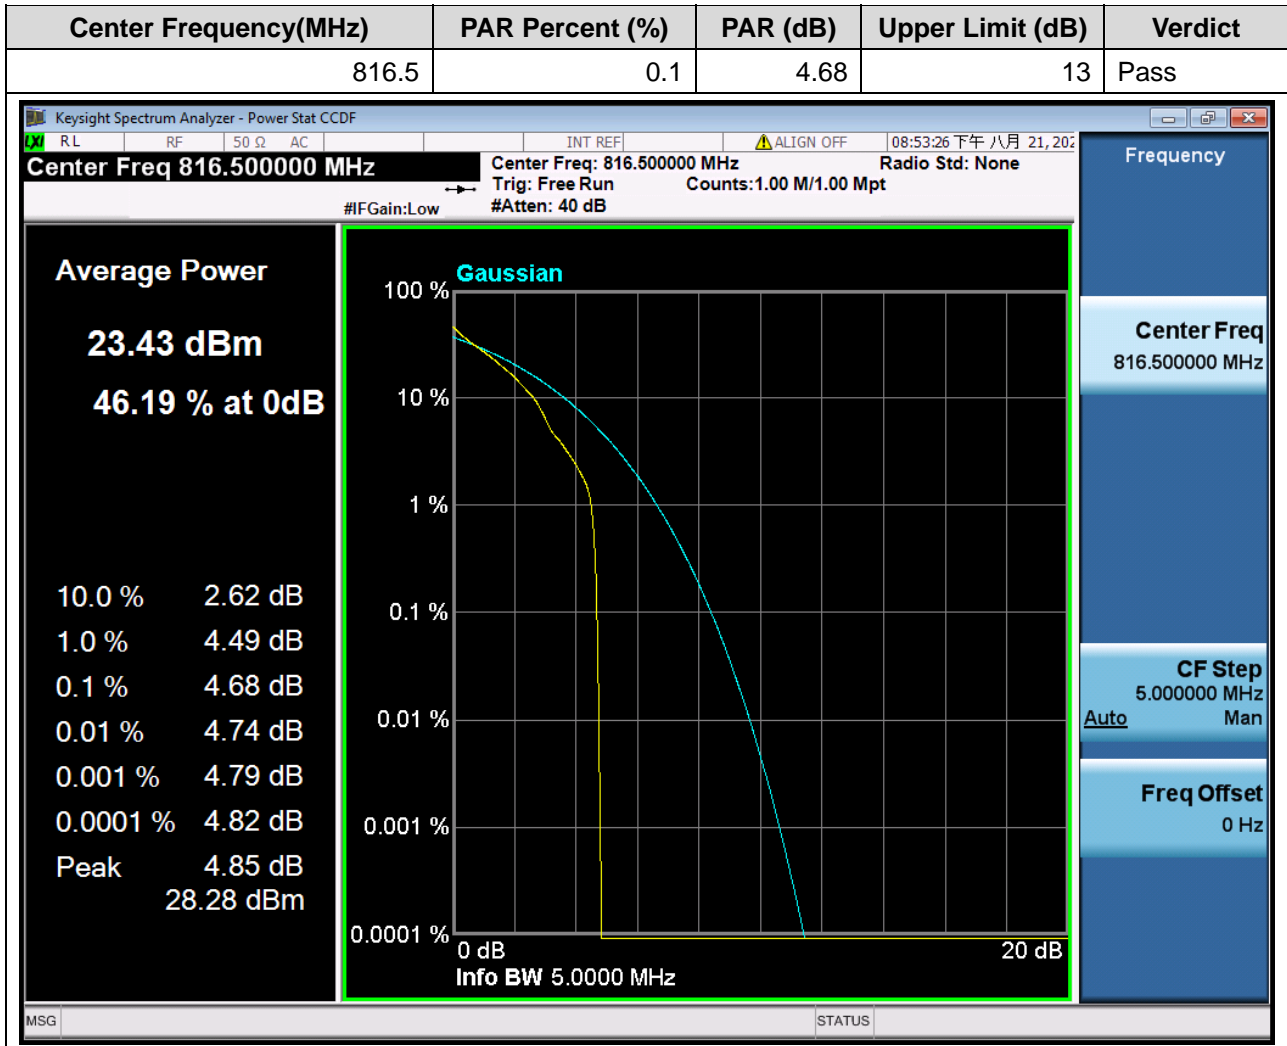 Center Frequency(MHz) PAR Percent (%) PAR (dB) Upper Limit (dB) Verdict
816.5 0.1 4.68 13 Pass
Keysight Spectrum Analyzer - Power Stat CCDF
LXI RL RF 50 Ω AC INT REF ALIGN OFF 08:53:26 下午 八月 21, 202
Center Freq 816.500000 MHz
Center Freq: 816.500000 MHz Radio Std: None
Trig: Free Run Counts:1.00 M/1.00 Mpt
#IFGain:Low #Atten: 40 dB
Frequency
Average Power
23.43 dBm
46.19 % at 0dB
10.0 % 2.62 dB
1.0 % 4.49 dB
0.1 % 4.68 dB
0.01 % 4.74 dB
0.001 % 4.79 dB
0.0001 % 4.82 dB
Peak 4.85 dB
28.28 dBm
Gaussian
100 %
10 %
1 %
0.1 %
0.01 %
0.001 %
0.0001 %
0 dB 20 dB
Info BW 5.0000 MHz
Center Freq
816.500000 MHz
CF Step
5.000000 MHz
Auto Man
Freq Offset
0 Hz
MSG STATUS